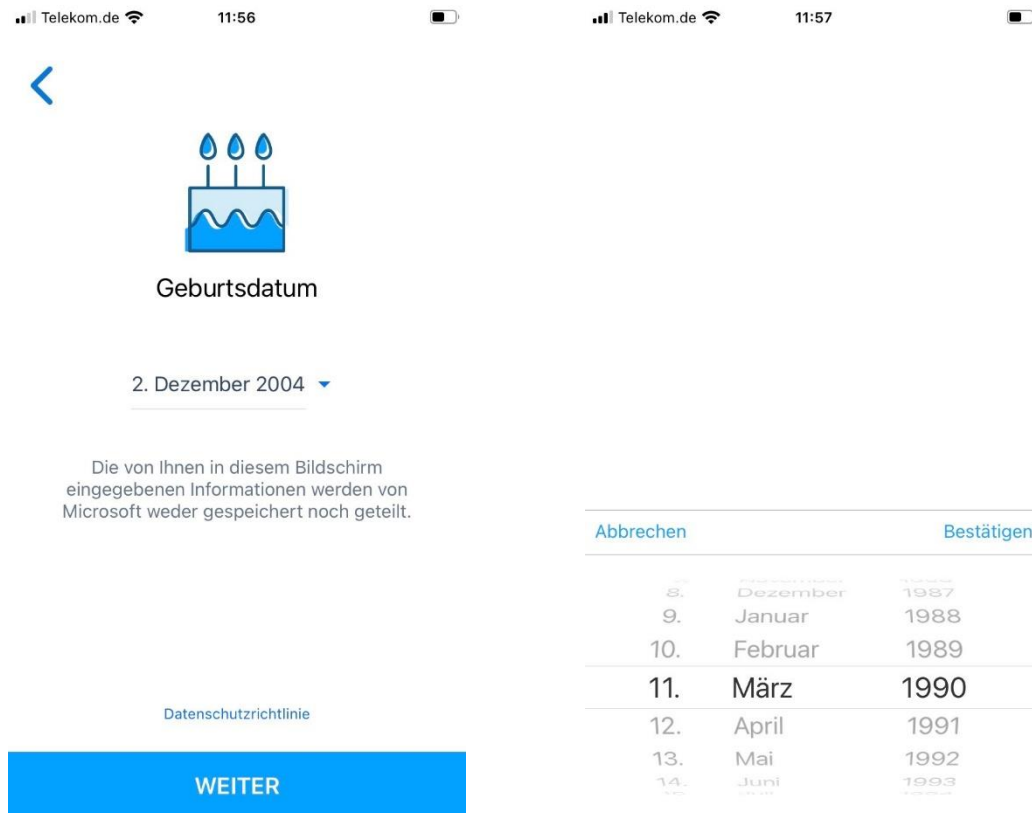 Telekom.de 11:56
Geburtsdatum
2. Dezember 2004
Die von Ihnen in diesem Bildschirm
eingegebenen Informationen werden von
Microsoft weder gespeichert noch geteilt.
Datenschutzrichtlinie
WEITER
Telekom.de 11:57
Abbrechen Bestätigen
8. Dezember 1987
9. Januar 1988
10. Februar 1989
11. März 1990
12. April 1991
13. Mai 1992
14. Juni 1993